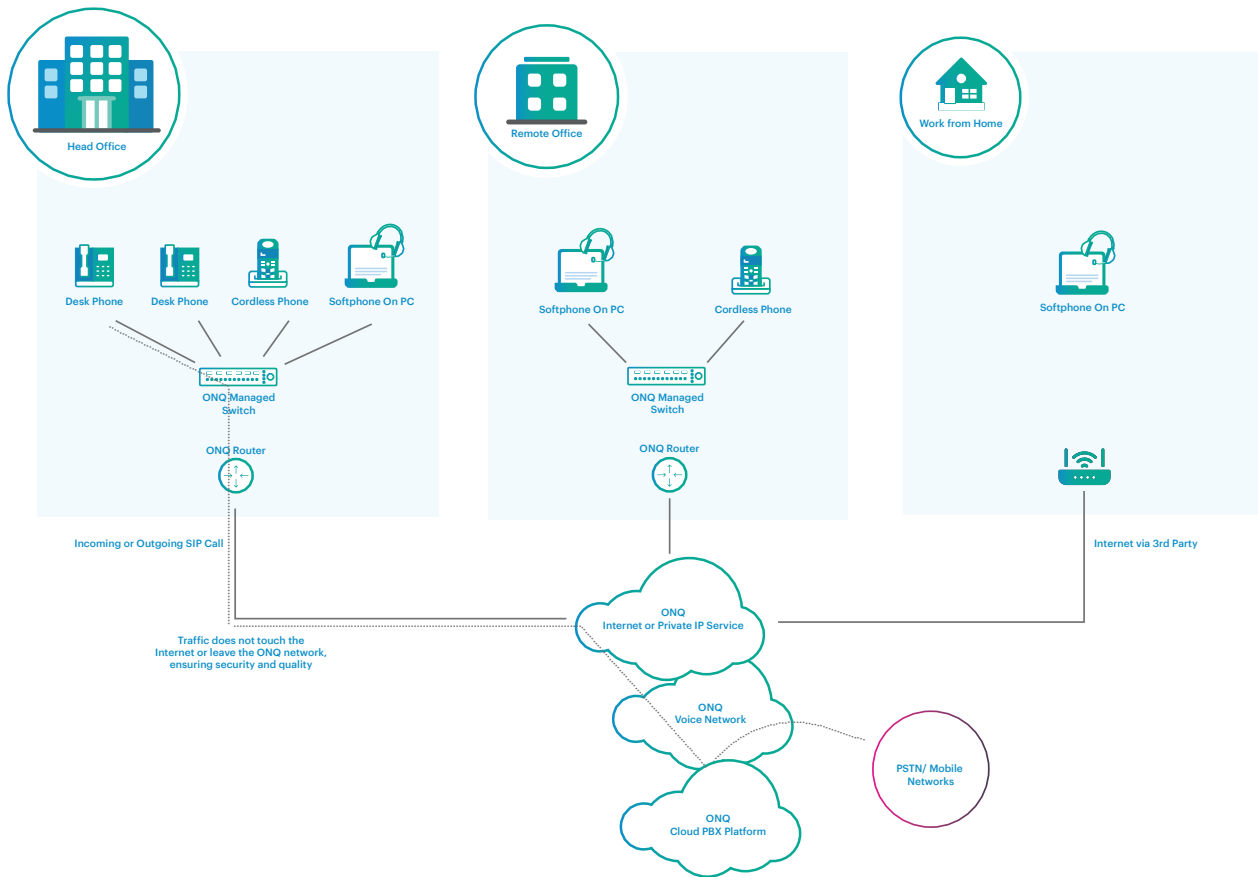 Head Office
Remote Office
Work from Home
Desk Phone
Desk Phone
Cordless Phone
Softphone On PC
Softphone On PC
Cordless Phone
Softphone On PC
ONQ Managed
Switch
ONQ Managed
Switch
ONQ Router
ONQ Router
Incoming or Outgoing SIP Call
Internet via 3rd Party
ONQ
Internet or Private IP Service
Traffic does not touch the
Internet or leave the ONQ network,
ensuring security and quality
ONQ
Voice Network
PSTN/ Mobile
Networks
ONQ
Cloud PBX Platform